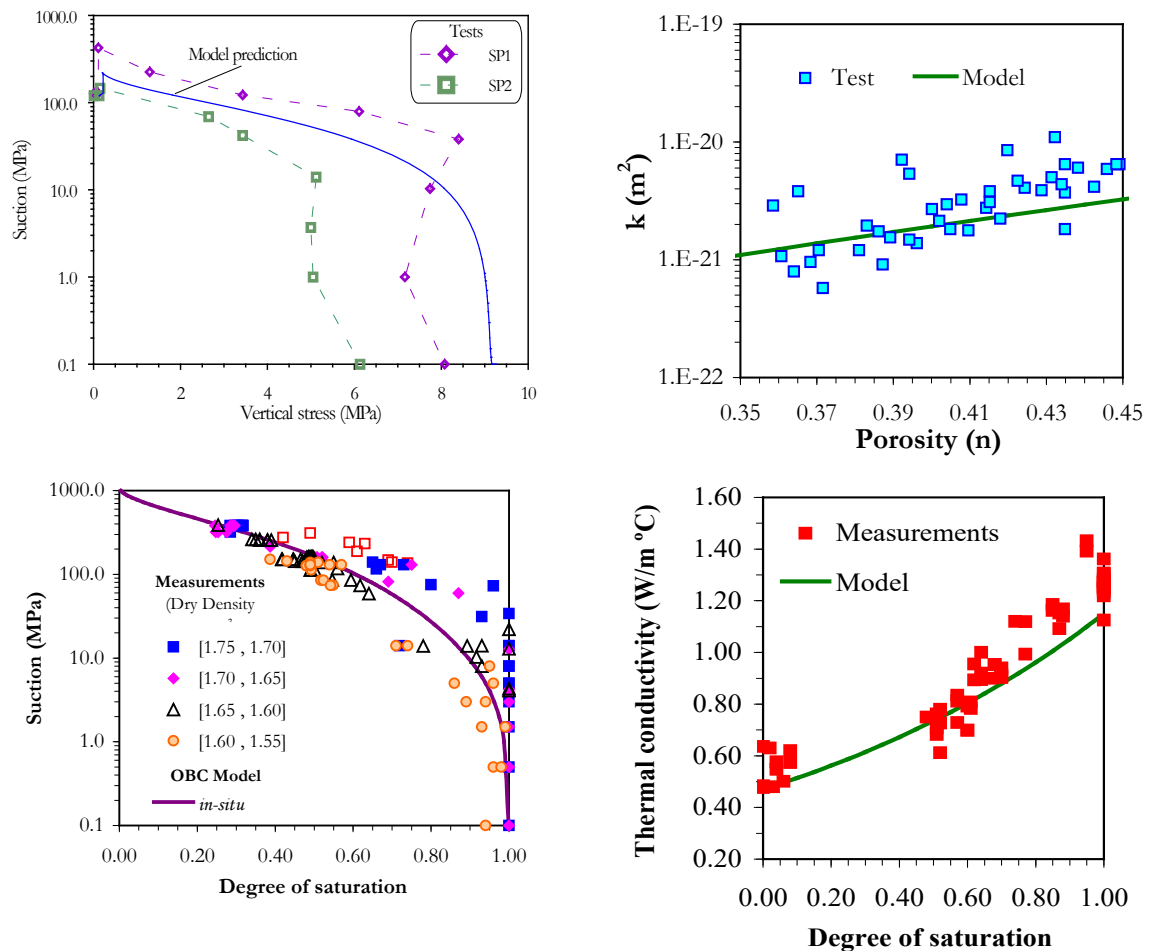 1000.0
100.0
10.0
1.0
0.1
Suction (MPa)
Model prediction
Tests
SP1
SP2
0 2 4 6 8 10
Vertical stress (MPa)
1.E-19
1.E-20
1.E-21
1.E-22
k (m²)
Test Model
0.35 0.37 0.39 0.41 0.43 0.45
Porosity (n)
1000.0
100.0
10.0
1.0
0.1
Suction (MPa)
Measurements
(Dry Density
[1.75 , 1.70]
[1.70 , 1.65]
[1.65 , 1.60]
[1.60 , 1.55]
OBC Model
in-situ
0.00 0.20 0.40 0.60 0.80 1.00
Degree of saturation
1.60
1.40
1.20
1.00
0.80
0.60
0.40
0.20
Thermal conductivity (W/m ºC)
Measurements
Model
0.00 0.20 0.40 0.60 0.80 1.00
Degree of saturation